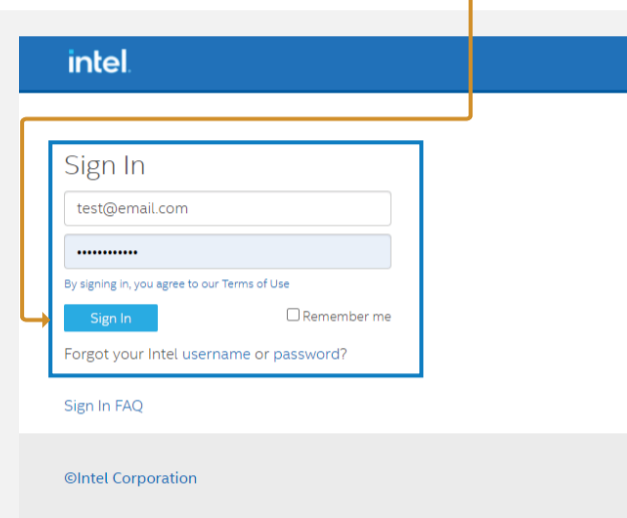 intel.
Sign In
test@email.com
••••••••••••
By signing in, you agree to our Terms of Use
Sign In
Remember me
Forgot your Intel username or password?
Sign In FAQ
©Intel Corporation